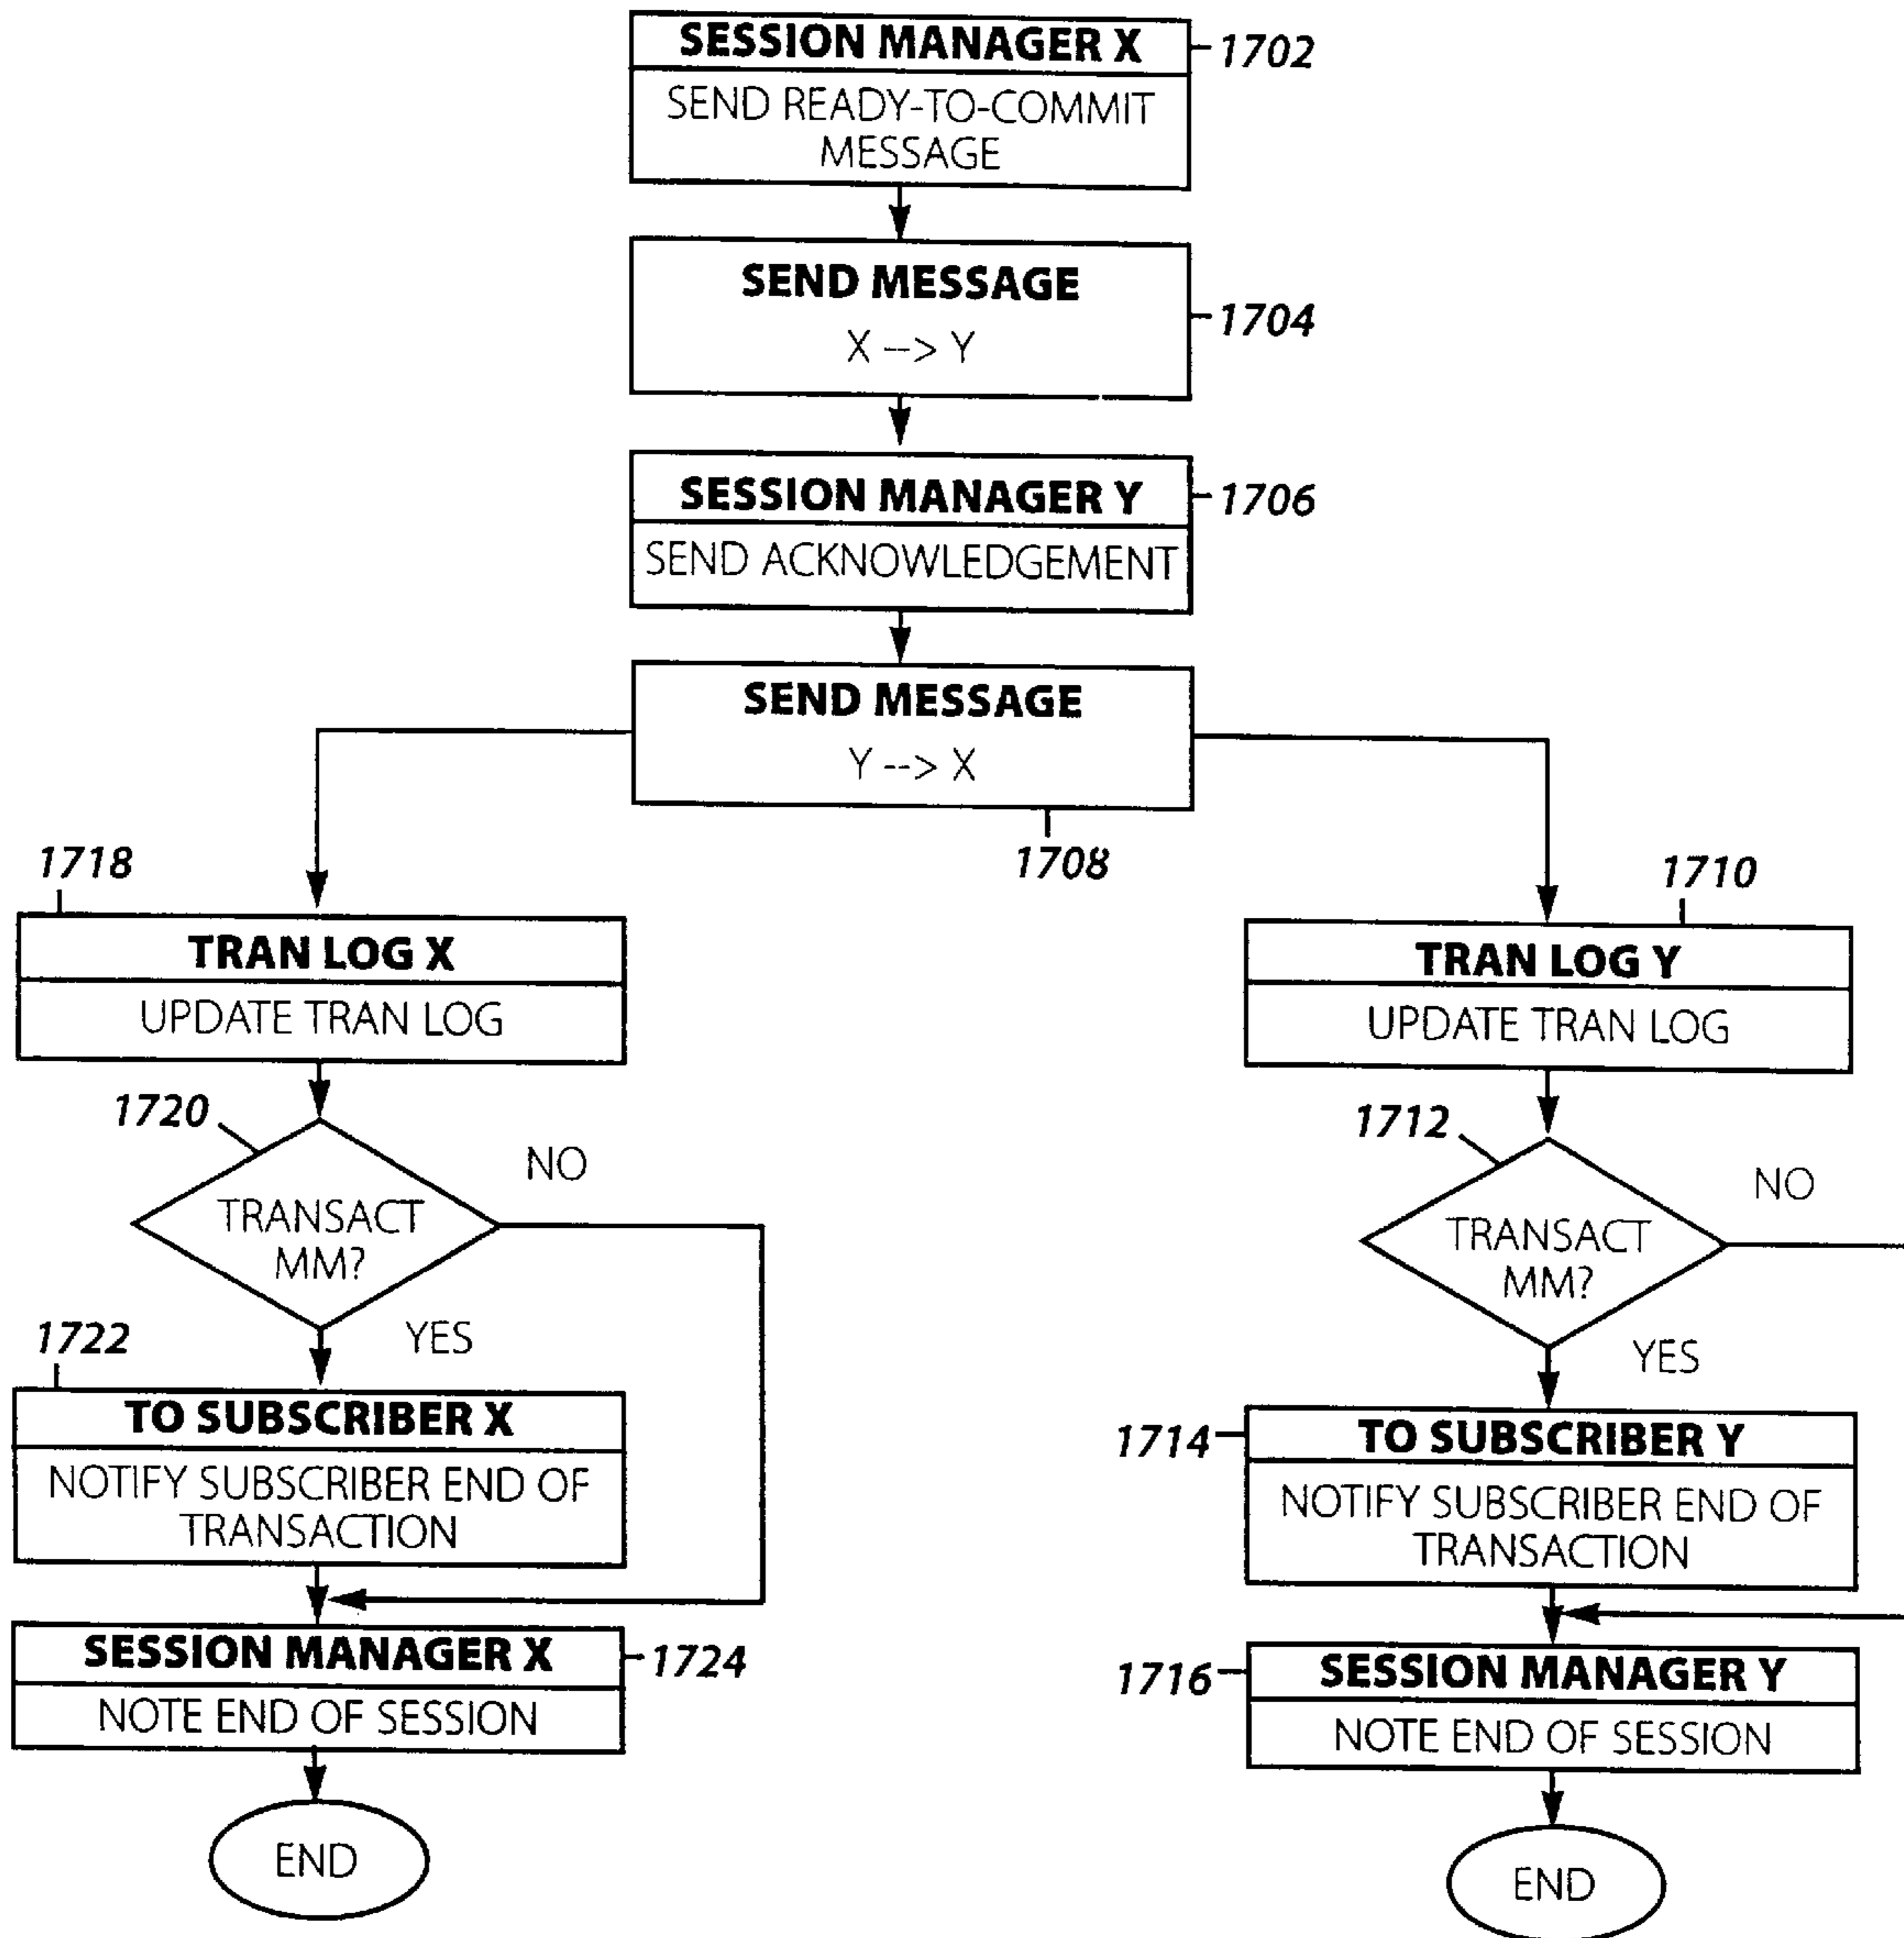 SESSION MANAGER X
1702
SEND READY-TO-COMMIT
MESSAGE
SEND MESSAGE
1704
X --> Y
SESSION MANAGER Y
1706
SEND ACKNOWLEDGEMENT
SEND MESSAGE
Y --> X
1708
1718
TRAN LOG X
UPDATE TRAN LOG
1720
NO
TRANSACT
MM?
YES
1722
TO SUBSCRIBER X
NOTIFY SUBSCRIBER END OF
TRANSACTION
SESSION MANAGER X
1724
NOTE END OF SESSION
END
1710
TRAN LOG Y
UPDATE TRAN LOG
1712
NO
TRANSACT
MM?
YES
1714
TO SUBSCRIBER Y
NOTIFY SUBSCRIBER END OF
TRANSACTION
1716
SESSION MANAGER Y
NOTE END OF SESSION
END